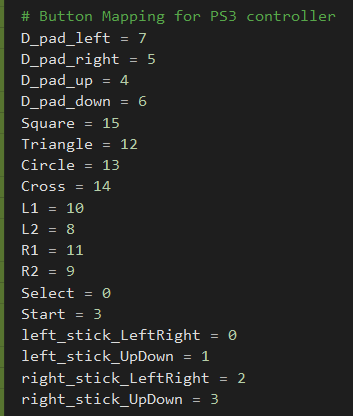 # Button Mapping for PS3 controller
D_pad_left = 7
D_pad_right = 5
D_pad_up = 4
D_pad_down = 6
Square = 15
Triangle = 12
Circle = 13
Cross = 14
L1 = 10
L2 = 8
R1 = 11
R2 = 9
Select = 0
Start = 3
left_stick_LeftRight = 0
left_stick_UpDown = 1
right_stick_LeftRight = 2
right_stick_UpDown = 3